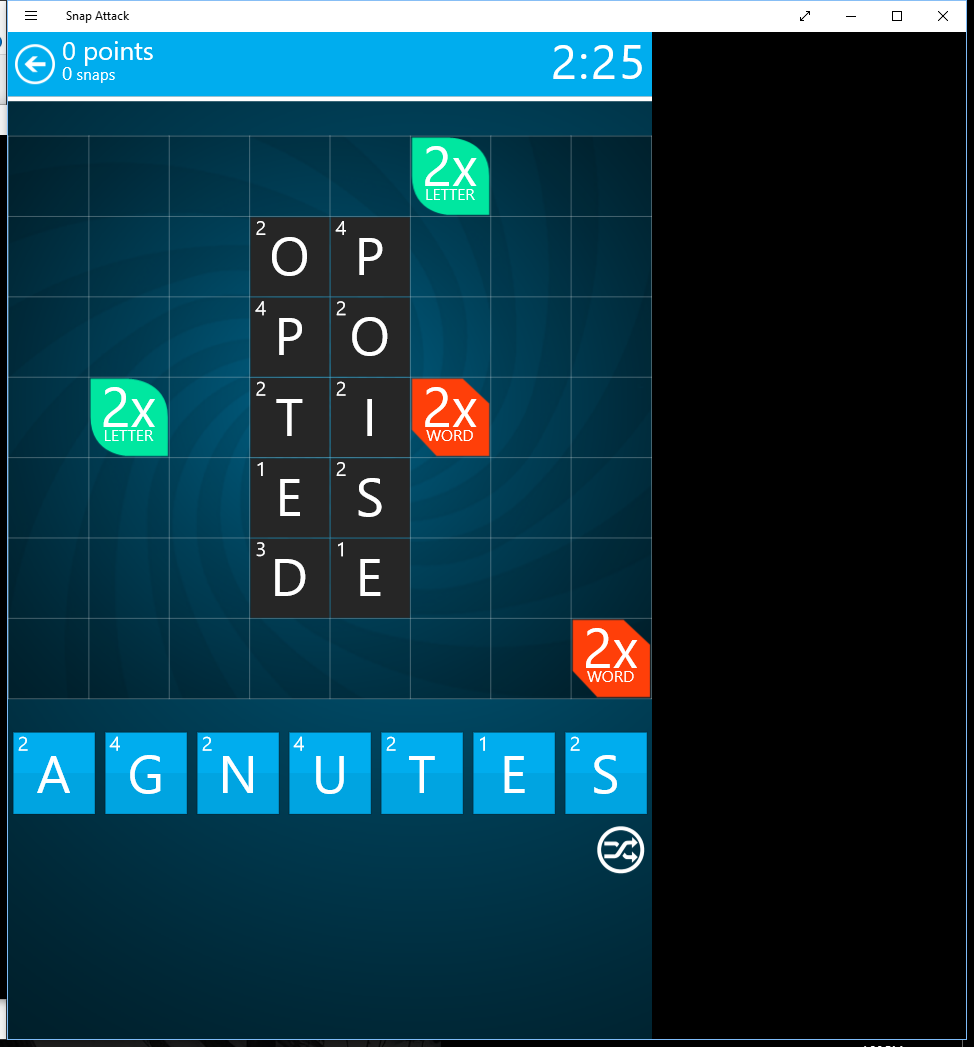 Snap Attack
0 points
0 snaps
2:25
2x
LETTER
2 O 4 P
4 P 2 O
2x
LETTER
2 T 2 I
2x
WORD
1 E 2 S
3 D 1 E
2x
WORD
2 A 4 G 2 N 4 U 2 T 1 E 2 S